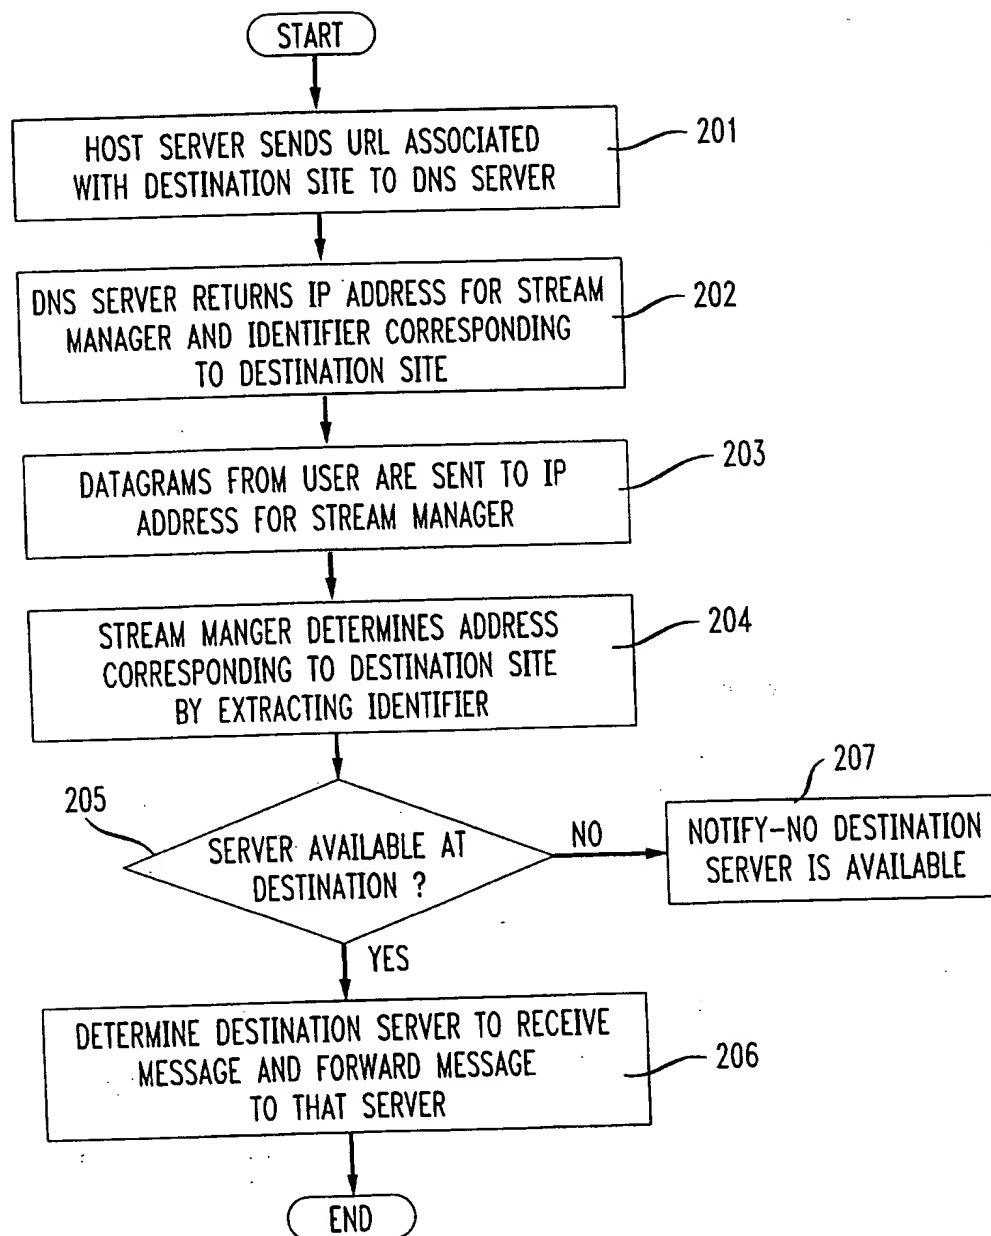 START
HOST SERVER SENDS URL ASSOCIATED
WITH DESTINATION SITE TO DNS SERVER
201
DNS SERVER RETURNS IP ADDRESS FOR STREAM
MANAGER AND IDENTIFIER CORRESPONDING
TO DESTINATION SITE
202
DATAGRAMS FROM USER ARE SENT TO IP
ADDRESS FOR STREAM MANAGER
203
STREAM MANGER DETERMINES ADDRESS
CORRESPONDING TO DESTINATION SITE
BY EXTRACTING IDENTIFIER
204
205
SERVER AVAILABLE AT
DESTINATION ?
NO
207
NOTIFY-NO DESTINATION
SERVER IS AVAILABLE
YES
DETERMINE DESTINATION SERVER TO RECEIVE
MESSAGE AND FORWARD MESSAGE
TO THAT SERVER
206
END